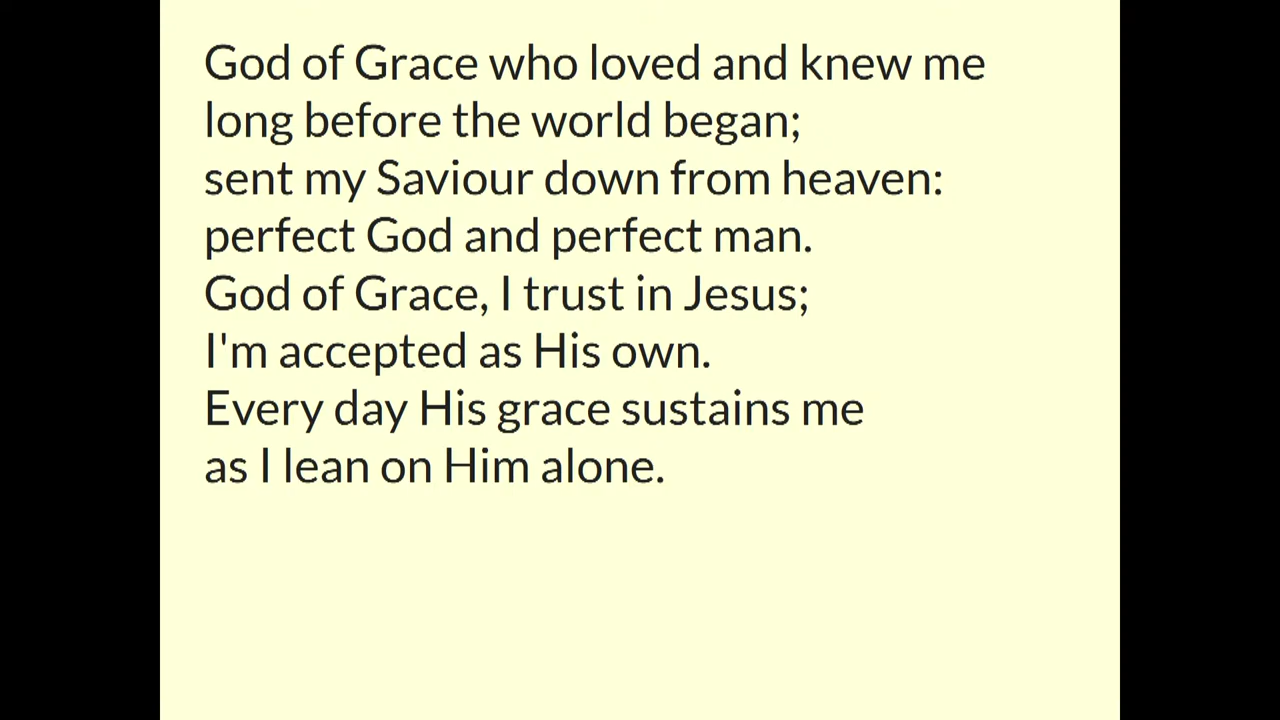 God of Grace who loved and knew me
long before the world began;
sent my Saviour down from heaven:
perfect God and perfect man.
God of Grace, I trust in Jesus;
I'm accepted as His own.
Every day His grace sustains me
as I lean on Him alone.